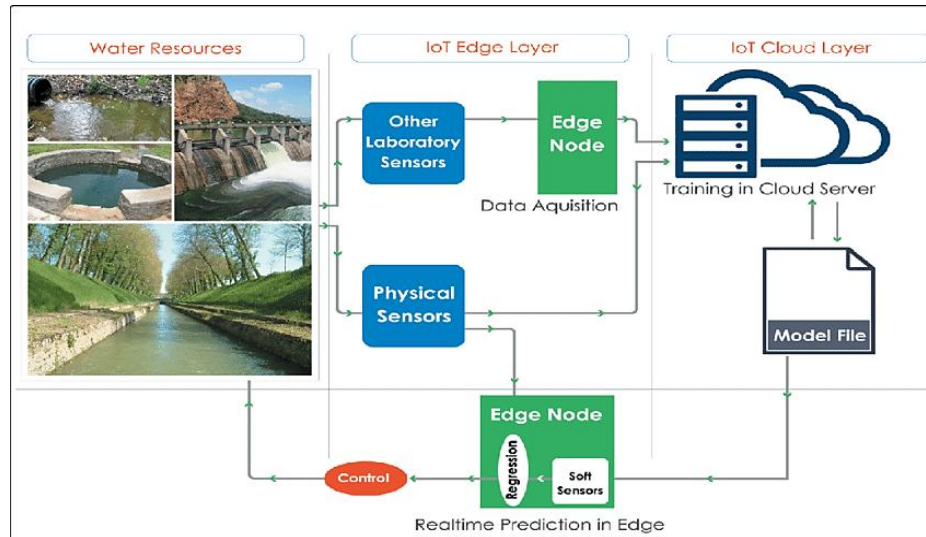 Water Resources
IoT Edge Layer
IoT Cloud Layer
Other
Laboratory
Sensors
Edge
Node
Data Aquisition
Training in Cloud Server
Physical
Sensors
Model File
Edge Node
Regression
Soft
Sensors
Control
Realtime Prediction in Edge